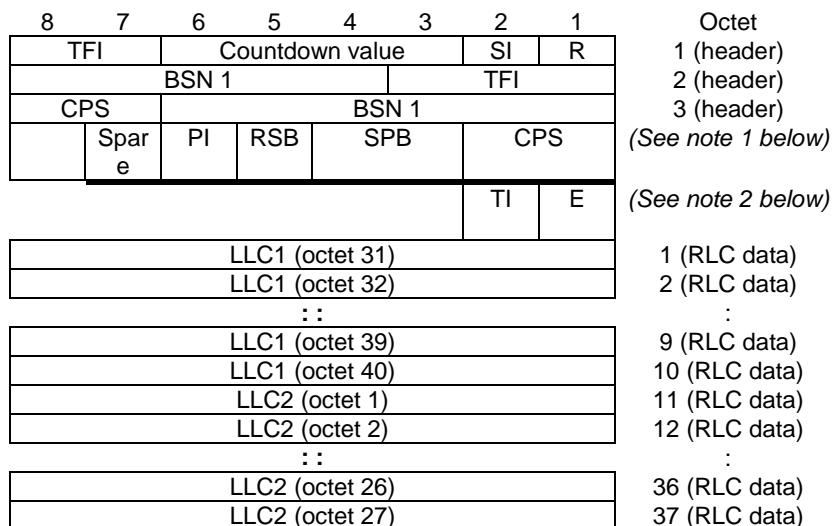 8 7 6 5 4 3 2 1 Octet
TFI Countdown value SI R 1 (header)
BSN 1 TFI 2 (header)
CPS BSN 1 3 (header)
Spar PI RSB SPB CPS (See note 1 below)
e
TI E (See note 2 below)
LLC1 (octet 31) 1 (RLC data)
LLC1 (octet 32) 2 (RLC data)
: : :
LLC1 (octet 39) 9 (RLC data)
LLC1 (octet 40) 10 (RLC data)
LLC2 (octet 1) 11 (RLC data)
LLC2 (octet 2) 12 (RLC data)
: : :
LLC2 (octet 26) 36 (RLC data)
LLC2 (octet 27) 37 (RLC data)